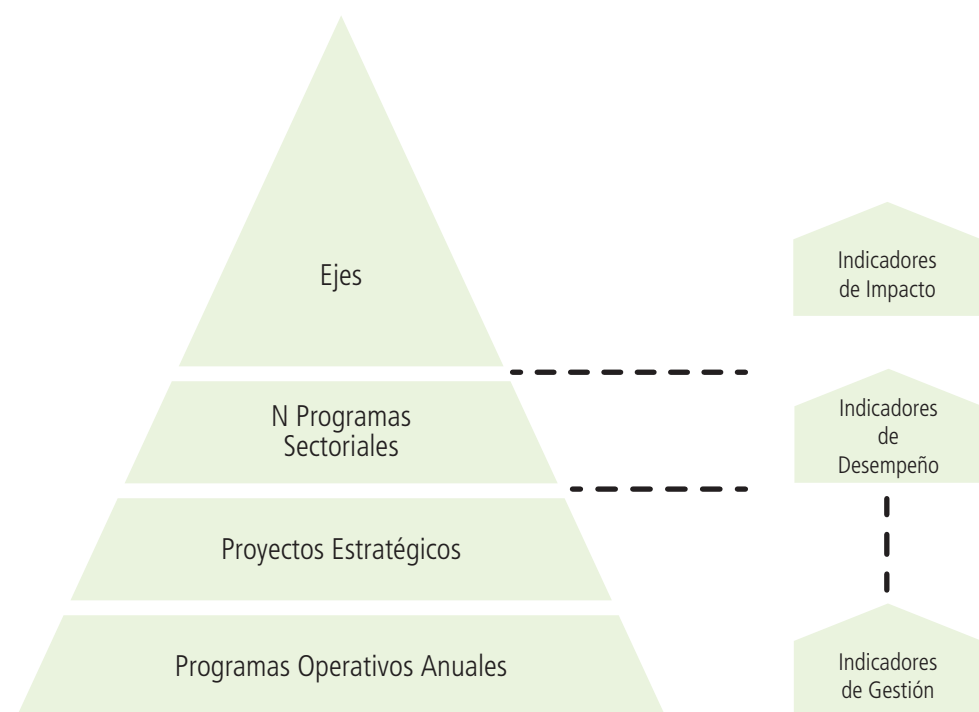 Ejes
N Programas
Sectoriales
Proyectos Estratégicos
Programas Operativos Anuales
Indicadores
de Impacto
Indicadores
de
Desempeño
Indicadores
de Gestión